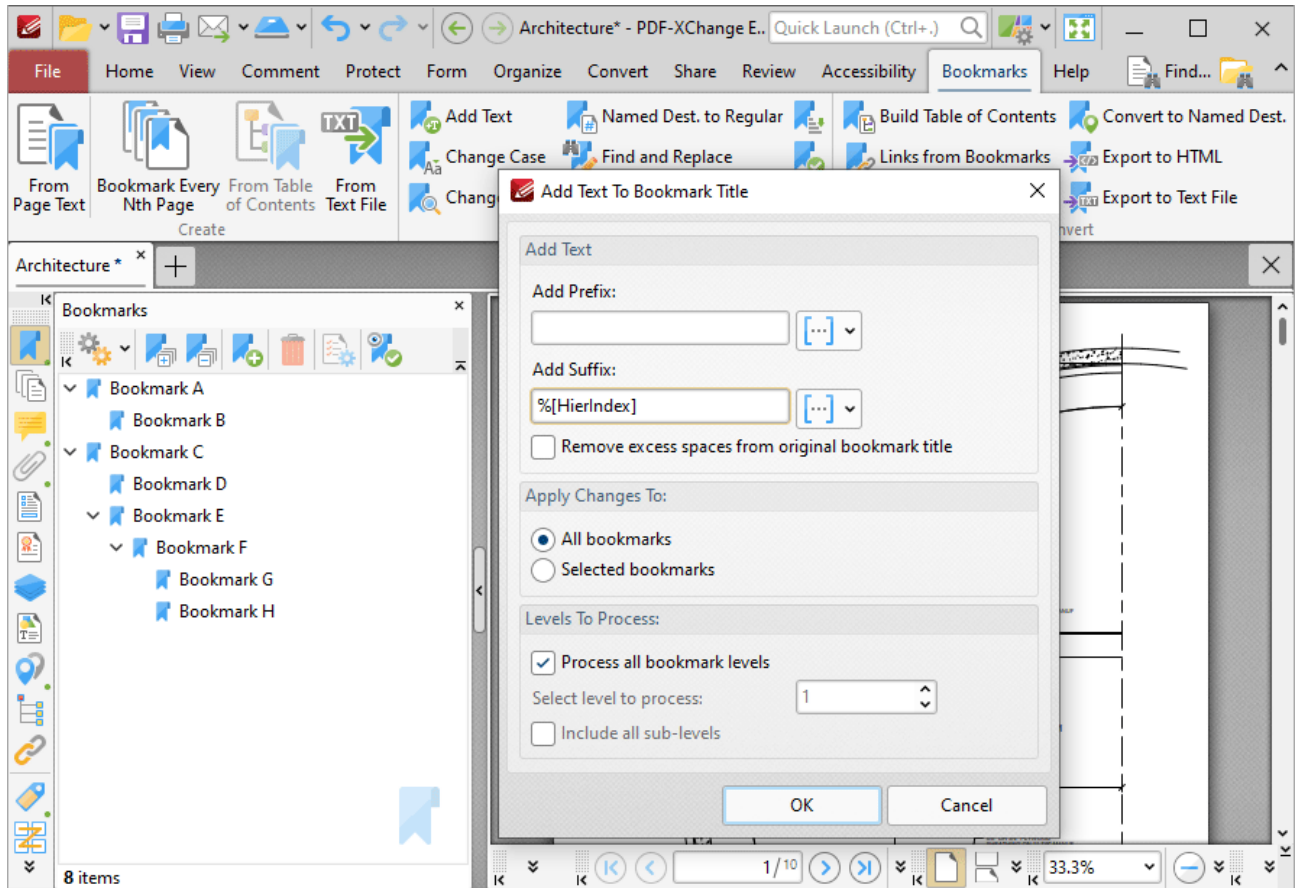 Architecture* - PDF-XChange E.. Quick Launch (Ctrl+.)
File Home View Comment Protect Form Organize Convert Share Review Accessibility Bookmarks Help Find...
TXT
From Page Text
Bookmark Every Nth Page
From Table of Contents
From Text File
Create
Add Text
Aä Change Case
Chang
Named Dest. to Regular
Find and Replace
Build Table of Contents
Links from Bookmarks
Convert to Named Dest.
Export to HTML
TXT Export to Text File
nvert
Architecture *
Bookmarks
Bookmark A
Bookmark B
Bookmark C
Bookmark D
Bookmark E
Bookmark F
Bookmark G
Bookmark H
8 items
Add Text To Bookmark Title
Add Text
Add Prefix:
Add Suffix:
%[HierIndex]
Remove excess spaces from original bookmark title
Apply Changes To:
All bookmarks
Selected bookmarks
Levels To Process:
Process all bookmark levels
Select level to process: 1
Include all sub-levels
OK Cancel
1/10 33.3%